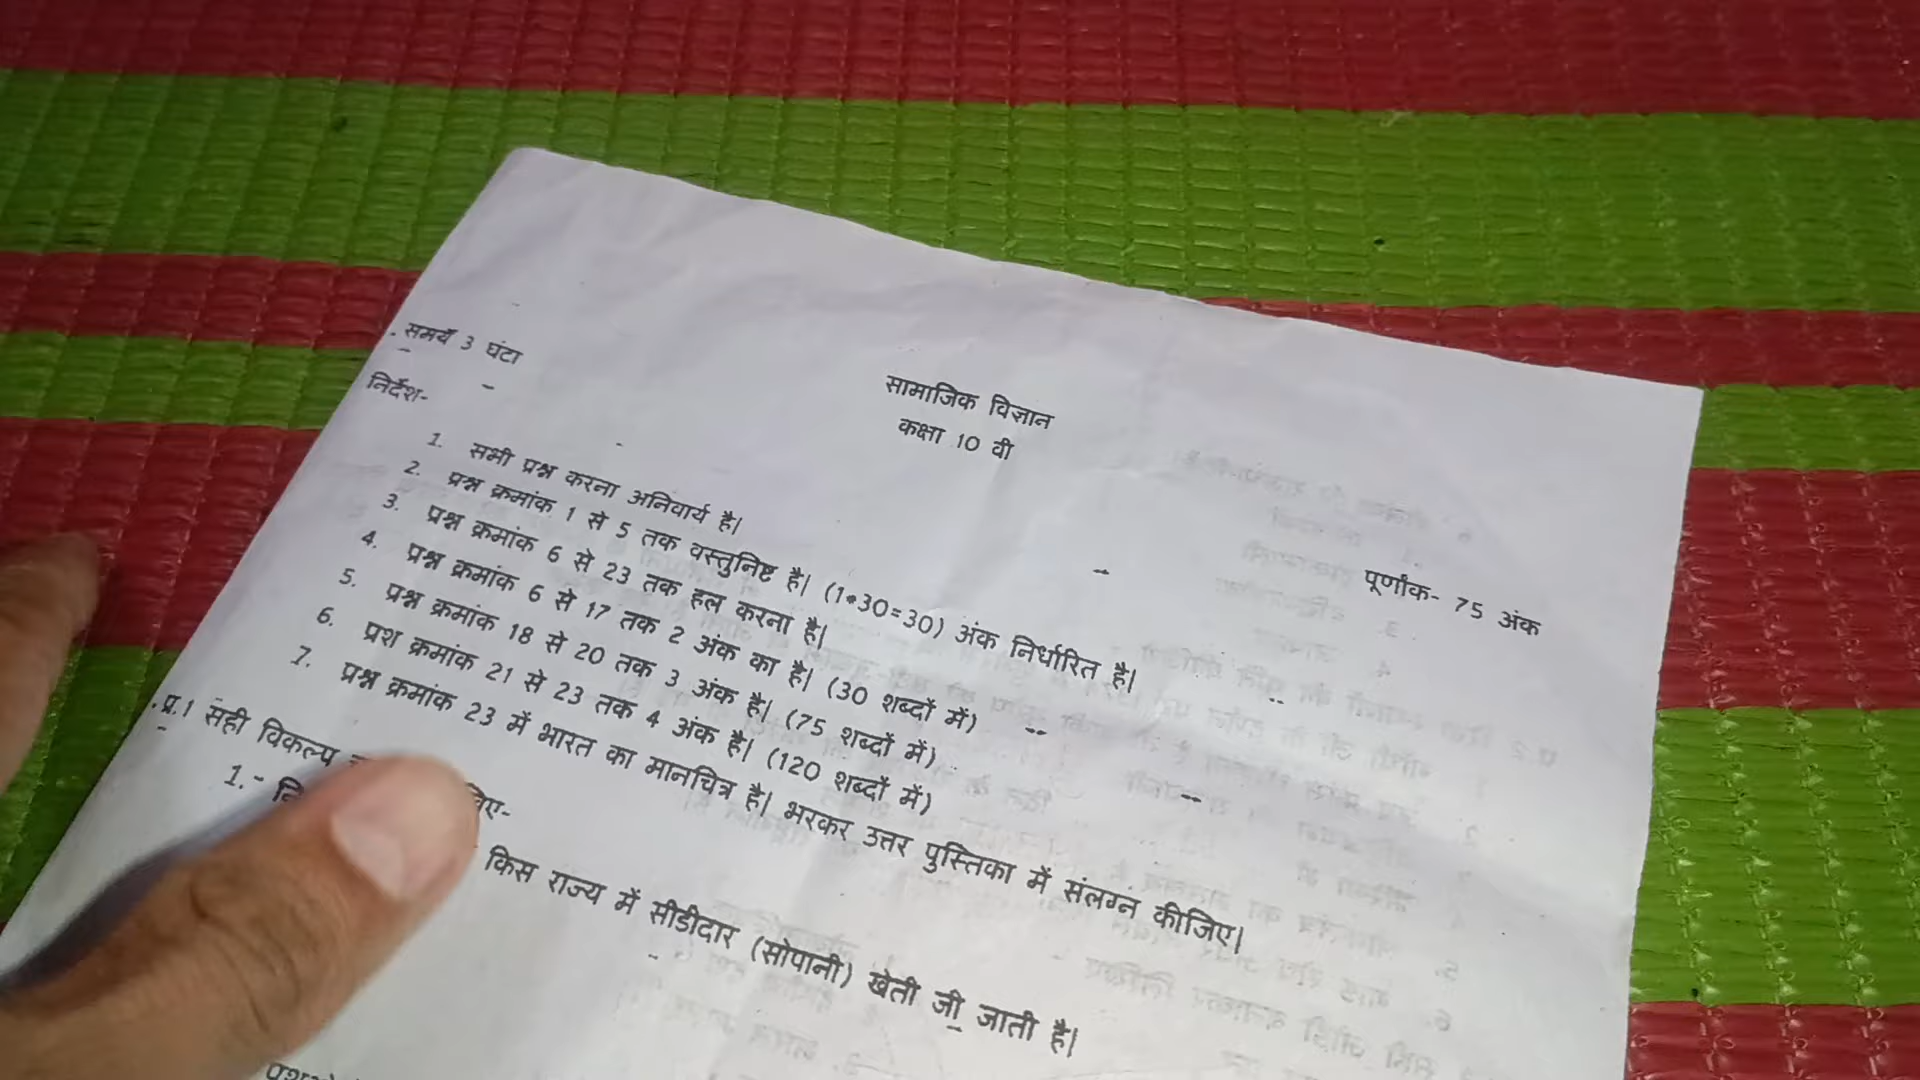 समयँ 3 घंटा
सामाजिक विज्ञान
कक्षा 10 वी
पूर्णांक- 75 अंक
निर्देश-
1. सभी प्रश्न करना अनिवार्य है|
2. प्रश्न क्रमांक 1 से 5 तक वस्तुनिष्ट है| (1*30=30) अंक निर्धारित है|
3. प्रश्न क्रमांक 6 से 23 तक हल करना है|
4. प्रश्न क्रमांक 6 से 17 तक 2 अंक का है| (30 शब्दों में)
5. प्रश्न क्रमांक 18 से 20 तक 3 अंक है| (75 शब्दों में)
6. प्रश क्रमांक 21 से 23 तक 4 अंक है| (120 शब्दों में)
7. प्रश्न क्रमांक 23 में भारत का मानचित्र है| भरकर उत्तर पुस्तिका में संलग्न कीजिए|
प्र.1 सही विकल्प
1.- किस राज्य में सीडीदार (सोपानी) खेती जी जाती है|